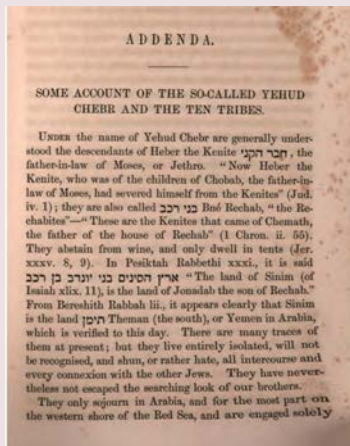 ADDENDA.
SOME ACCOUNT OF THE SO-CALLED YEHUD
CHEBR AND THE TEN TRIBES.
UNDER the name of Yehud Chebr are generally under-
stood the descendants of Heber the Kenite חבר הקני, the
father-in-law of Moses, or Jethro. "Now Heber the
Kenite, who was of the children of Chobab, the father-in-
law of Moses, had severed himself from the Kenites" (Jud.
iv. 1); they are also called בני רכב Bné Rechab, "the Re-
chabites"—"These are the Kenites that came of Chemath,
the father of the house of Rechab" (1 Chron. ii. 55).
They abstain from wine, and only dwell in tents (Jer.
xxxv. 8, 9). In Pesiktah Rabbethi xxxi., it is said
ארץ הסינים בני יונדב בן רכב "The land of Sinim (of
Isaiah xlix. 11), is the land of Jonadab the son of Rechab."
From Bereshith Rabbah lii., it appears clearly that Sinim
is the land תימן Theman (the south), or Yemen in Arabia,
which is verified to this day. There are many traces of
them at present; but they live entirely isolated, will not
be recognised, and shun, or rather hate, all intercourse and
every connexion with the other Jews. They have never-
theless not escaped the searching look of our brothers.
They only sojourn in Arabia, and for the most part on
the western shore of the Red Sea, and are engaged solely